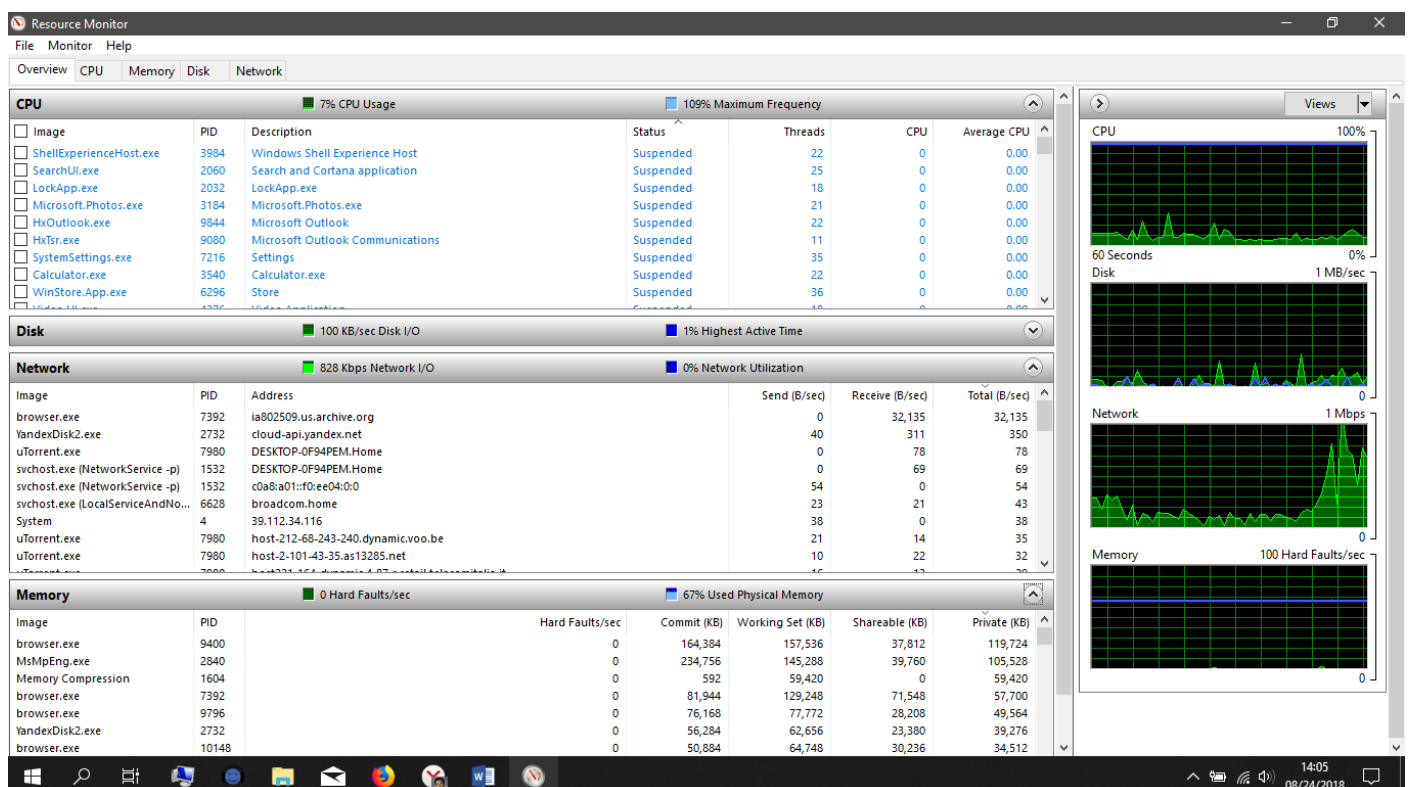 Resource Monitor
File Monitor Help
Overview CPU Memory Disk Network
CPU 7% CPU Usage 109% Maximum Frequency
Image PID Description Status Threads CPU Average CPU
ShellExperienceHost.exe 3984 Windows Shell Experience Host Suspended 22 0 0.00
SearchUI.exe 2060 Search and Cortana application Suspended 25 0 0.00
LockApp.exe 2032 LockApp.exe Suspended 18 0 0.00
Microsoft.Photos.exe 3184 Microsoft.Photos.exe Suspended 21 0 0.00
HxOutlook.exe 9844 Microsoft Outlook Suspended 22 0 0.00
HxTsr.exe 9080 Microsoft Outlook Communications Suspended 11 0 0.00
SystemSettings.exe 7216 Settings Suspended 35 0 0.00
Calculator.exe 3540 Calculator.exe Suspended 22 0 0.00
WinStore.App.exe 6296 Store Suspended 36 0 0.00
Disk 100 KB/sec Disk I/O 1% Highest Active Time
Network 828 Kbps Network I/O 0% Network Utilization
Image PID Address Send (B/sec) Receive (B/sec) Total (B/sec)
browser.exe 7392 ia802509.us.archive.org 0 32,135 32,135
YandexDisk2.exe 2732 cloud-api.yandex.net 40 311 350
uTorrent.exe 7980 DESKTOP-0F94PEM.Home 0 78 78
svchost.exe (NetworkService -p) 1532 DESKTOP-0F94PEM.Home 0 69 69
svchost.exe (NetworkService -p) 1532 c0a8:a01::f0:ee04:0:0 54 0 54
svchost.exe (LocalServiceAndNo... 6628 broadcom.home 23 21 43
System 4 39.112.34.116 38 0 38
uTorrent.exe 7980 host-212-68-243-240.dynamic.voo.be 21 14 35
uTorrent.exe 7980 host-2-101-43-35.as13285.net 10 22 32
Memory 0 Hard Faults/sec 67% Used Physical Memory
Image PID Hard Faults/sec Commit (KB) Working Set (KB) Shareable (KB) Private (KB)
browser.exe 9400 0 164,384 157,536 37,812 119,724
MsMpEng.exe 2840 0 234,756 145,288 39,760 105,528
Memory Compression 1604 0 592 59,420 0 59,420
browser.exe 7392 0 81,944 129,248 71,548 57,700
browser.exe 9796 0 76,168 77,772 28,208 49,564
YandexDisk2.exe 2732 0 56,284 62,656 23,380 39,276
browser.exe 10148 0 50,884 64,748 30,236 34,512
Views
CPU 100%
60 Seconds 0%
Disk 1 MB/sec
0
Network 1 Mbps
0
Memory 100 Hard Faults/sec
0
14:05
08/24/2018